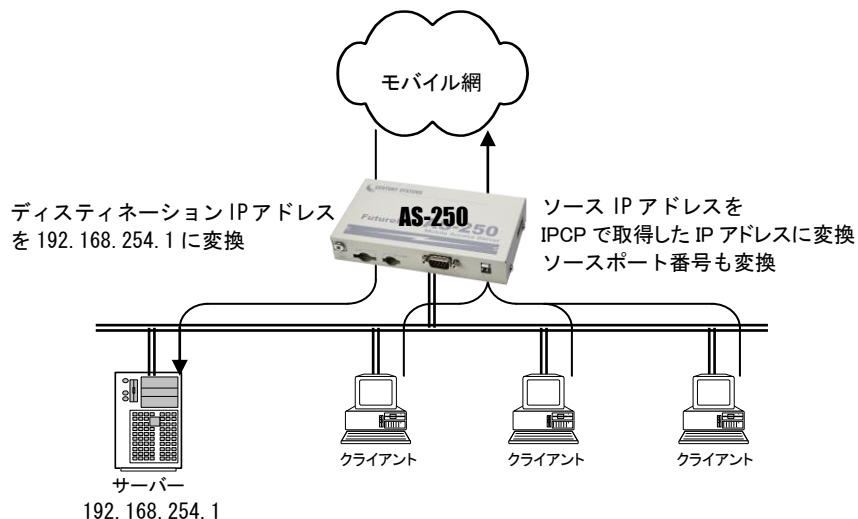 モバイル網
ディスティネーション IPアドレス
を 192.168.254.1 に変換
CENTURY SYSTEMS
AS-250
ソース IP アドレスを
IPCP で取得した IP アドレスに変換
ソースポート番号も変換
サーバー
192.168.254.1
クライアント
クライアント
クライアント